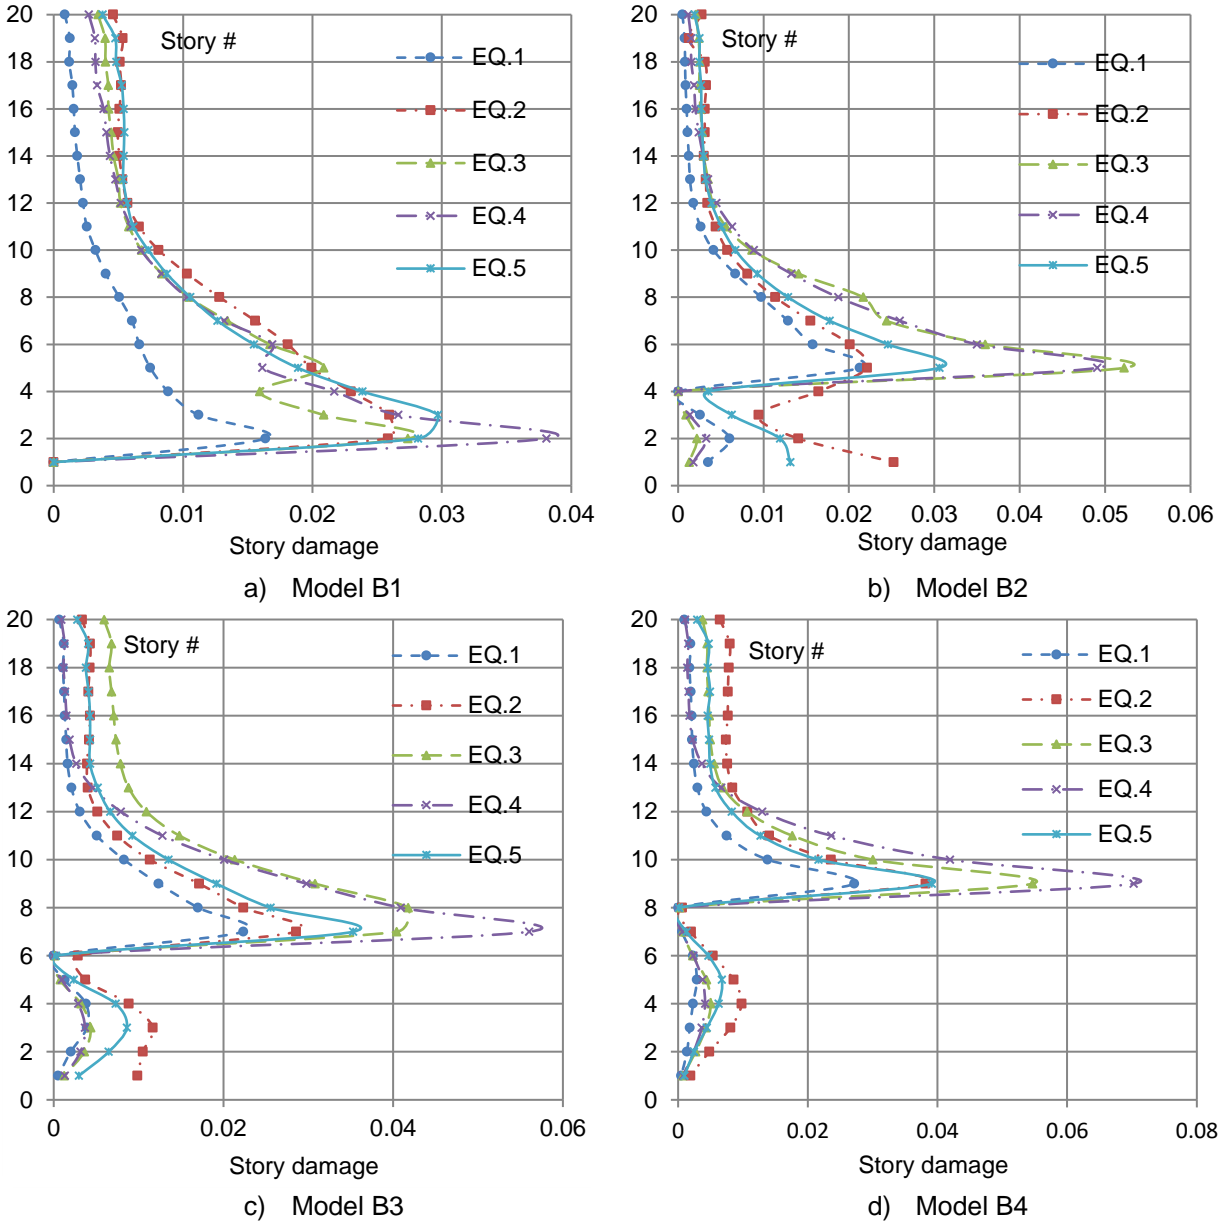 20
18
16
14
12
10
8
6
4
2
0
Story #
EQ.1
EQ.2
EQ.3
EQ.4
EQ.5
0 0.01 0.02 0.03 0.04
Story damage
a) Model B1
20
18
16
14
12
10
8
6
4
2
0
Story #
EQ.1
EQ.2
EQ.3
EQ.4
EQ.5
0 0.01 0.02 0.03 0.04 0.05 0.06
Story damage
b) Model B2
20
18
16
14
12
10
8
6
4
2
0
Story #
EQ.1
EQ.2
EQ.3
EQ.4
EQ.5
0 0.02 0.04 0.06
Story damage
c) Model B3
20
18
16
14
12
10
8
6
4
2
0
Story #
EQ.1
EQ.2
EQ.3
EQ.4
EQ.5
0 0.02 0.04 0.06 0.08
Story damage
d) Model B4